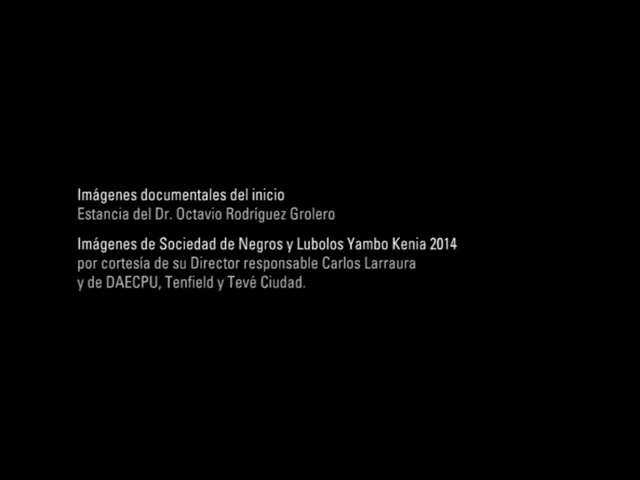 Imágenes documentales del inicio
Estancia del Dr. Octavio Rodríguez Grolero
Imágenes de Sociedad de Negros y Lubolos Yambo Kenia 2014
por cortesía de su Director responsable Carlos Larraura
y de DAECPU, Tenfield y Tevé Ciudad.